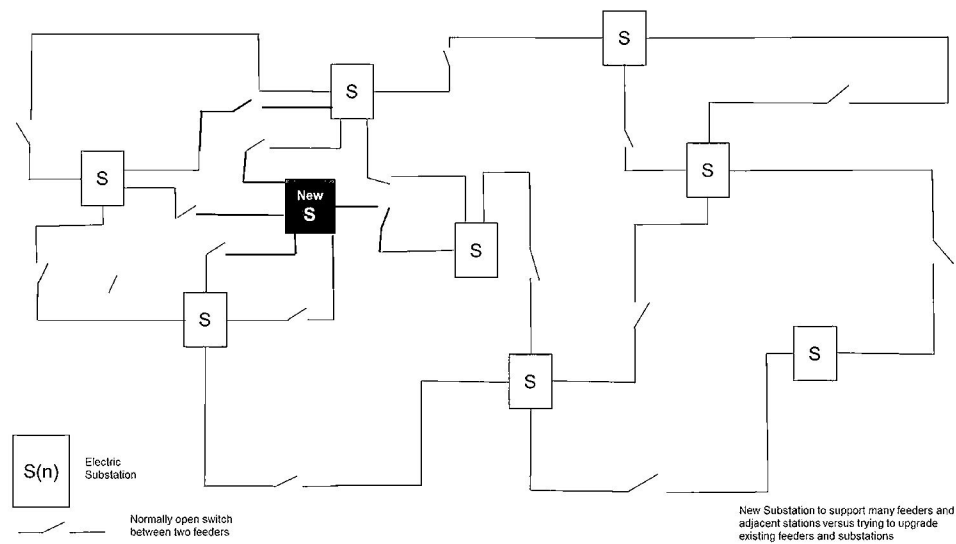 S
S
S
S
New
S
S
S
S
S
S(n)
Electric
Substation
Normally open switch
between two feeders
New Substation to support many feeders and
adjacent stations versus trying to upgrade
existing feeders and substations